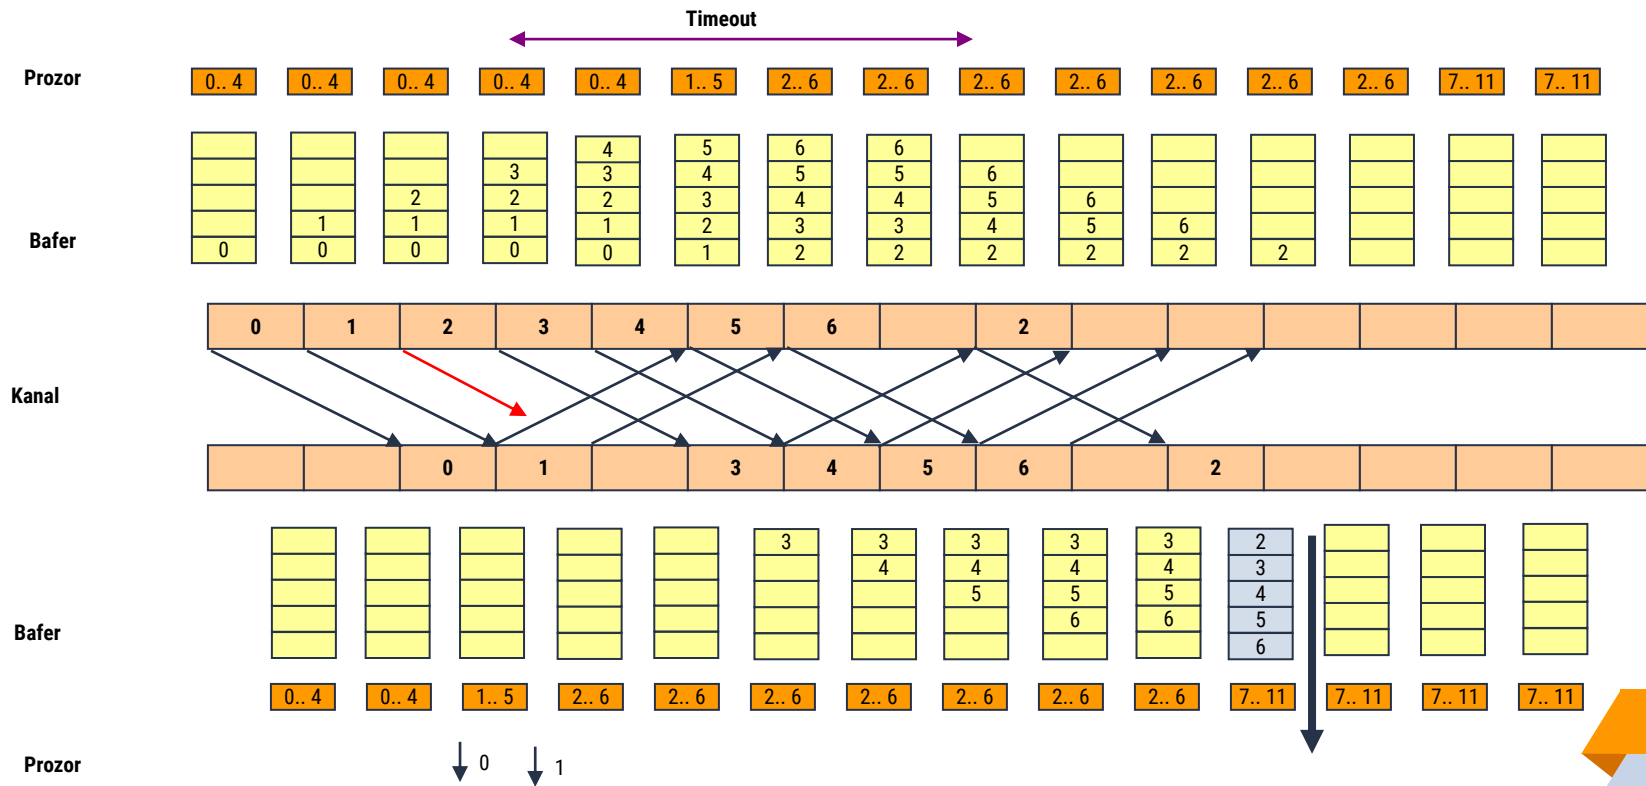 Timeout
Prozor 0.. 4 0.. 4 0.. 4 0.. 4 0.. 4 1.. 5 2.. 6 2.. 6 2.. 6 2.. 6 2.. 6 2.. 6 2.. 6 7.. 11 7.. 11
4 5 6 6
3 3 4 5 5 6
2 2 2 3 4 4 5 6
1 1 1 1 2 3 3 4 5 6
Bafer
0 0 0 0 0 1 2 2 2 2 2 2
0 1 2 3 4 5 6 2
Kanal
0 1 3 4 5 6 2
3 3 3 3 3 2
4 4 4 4 3
5 5 5 4
Bafer
6 6 5
6
0.. 4 0.. 4 1.. 5 2.. 6 2.. 6 2.. 6 2.. 6 2.. 6 2.. 6 2.. 6 7.. 11 7.. 11 7.. 11 7.. 11
Prozor 0 1